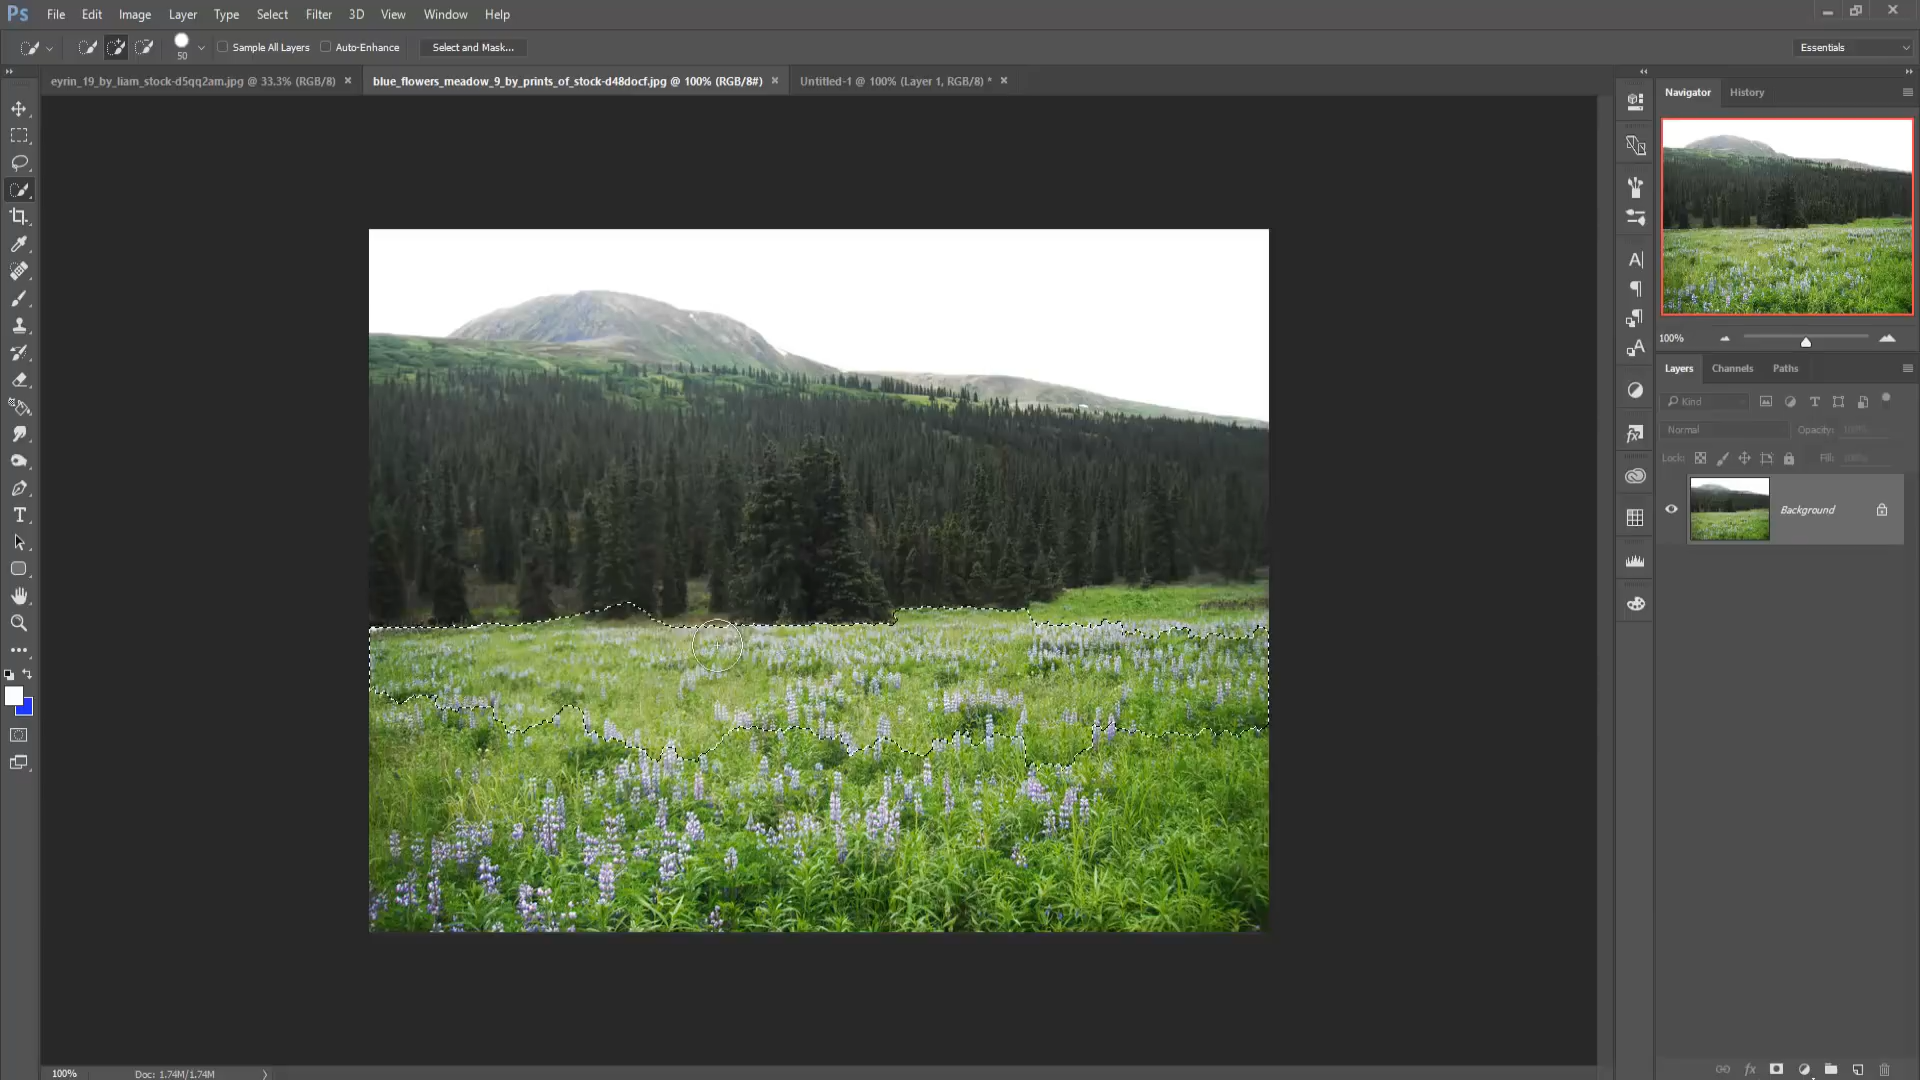 Ps File Edit Image Layer Type Select Filter 3D View Window Help
50 Sample All Layers Auto-Enhance Select and Mask... Essentials
eyrin_19_by_liam_stock-d5qq2am.jpg @ 33.3% (RGB/8) × blue_flowers_meadow_9_by_prints_of_stock-d48docf.jpg @ 100% (RGB/8#) × Untitled-1 @ 100% (Layer 1, RGB/8) * ×
Navigator History
100%
Layers Channels Paths
Kind
Normal Opacity: 100%
Lock: Fill: 100%
Background
100% Doc: 1.74M/1.74M